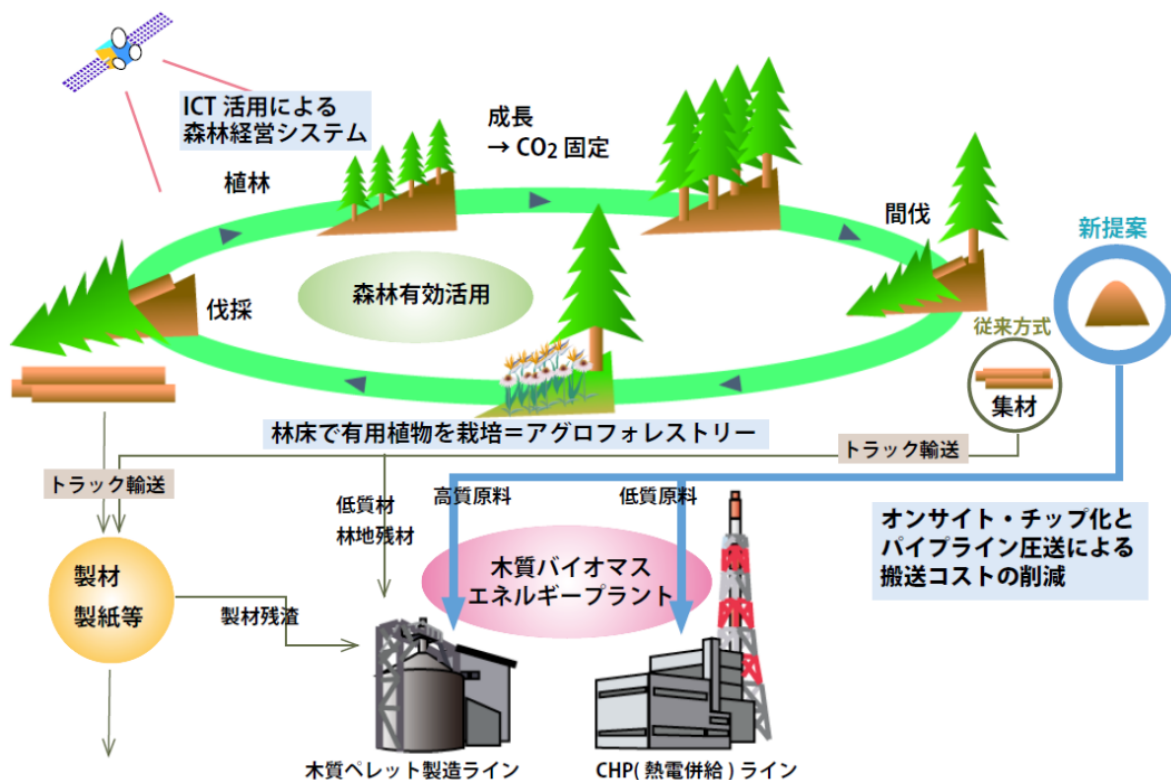 ICT 活用による
森林経営システム
成長
→ CO₂ 固定
植林
間伐
新提案
伐採
森林有効活用
従来方式
集材
林床で有用植物を栽培＝アグロフォレストリー
トラック輸送
トラック輸送
高質原料
低質原料
低質材
林地残材
オンサイト・チップ化と
パイプライン圧送による
搬送コストの削減
木質バイオマス
エネルギープラント
製材
製紙等
製材残渣
木質ペレット製造ライン
CHP( 熱電併給 ) ライン